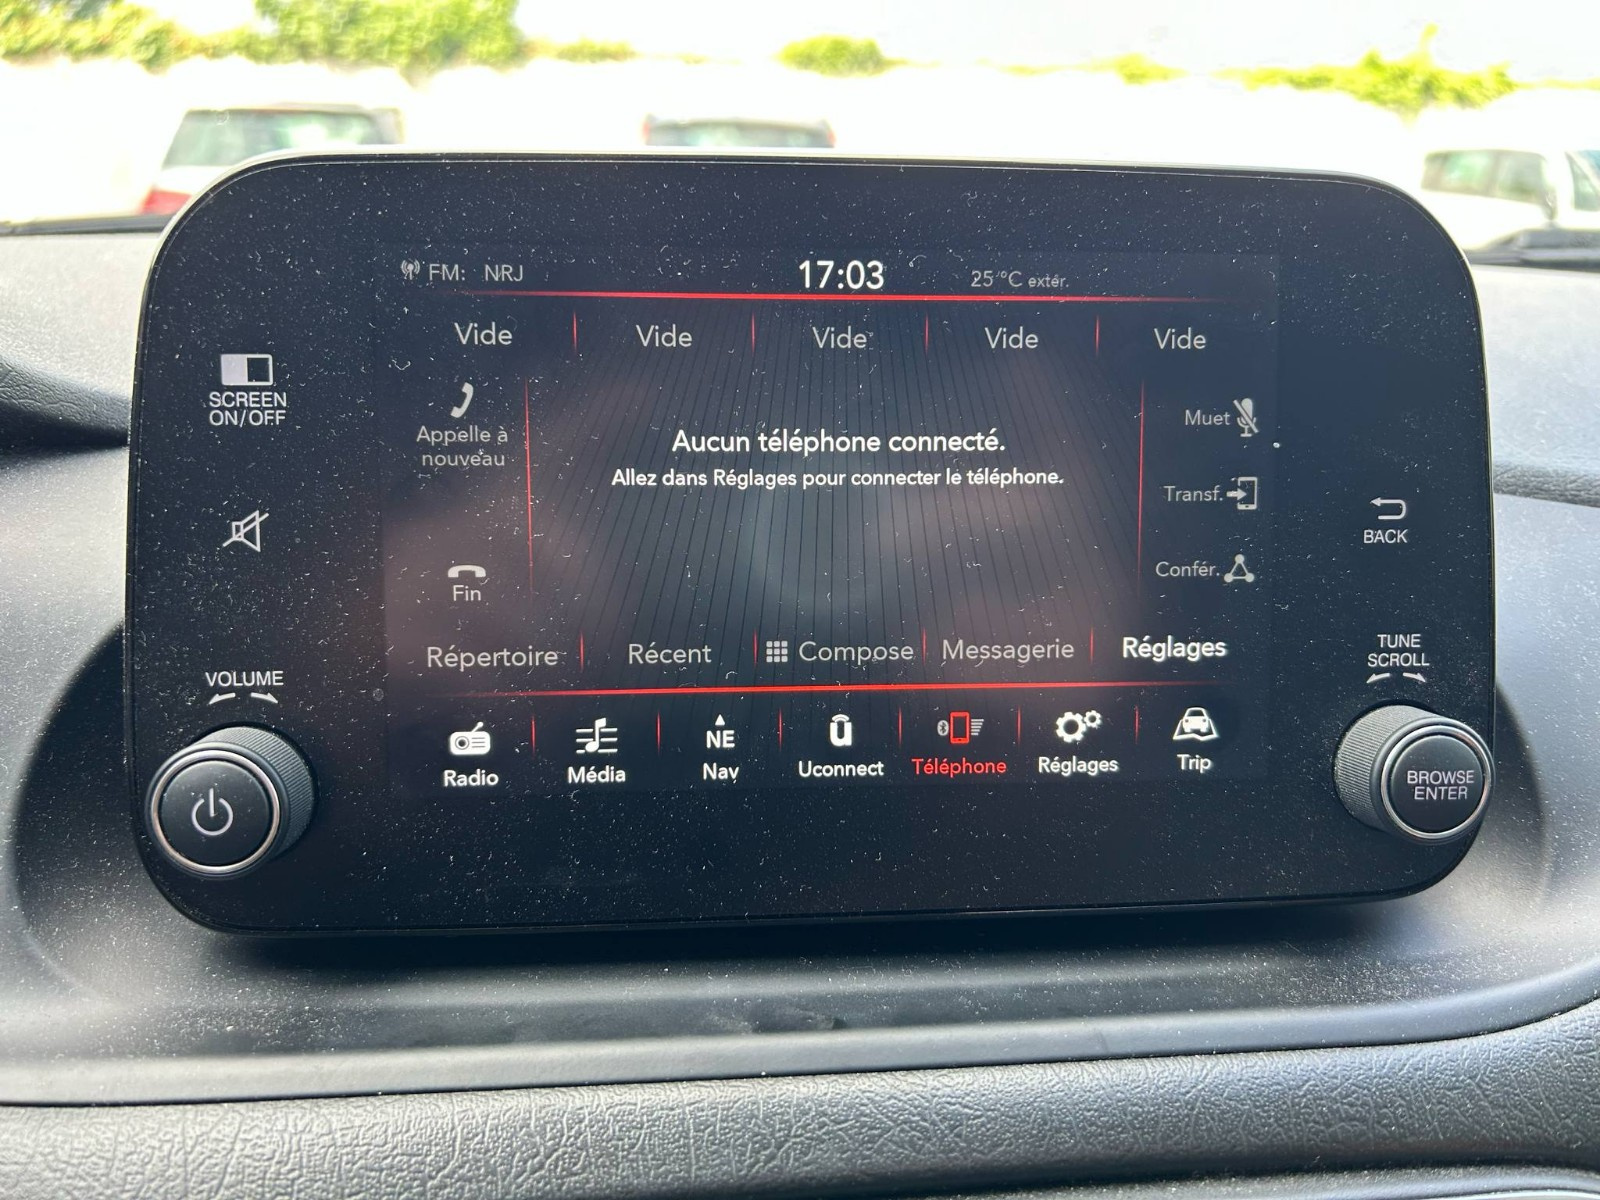 FM: NRJ
17:03
25°C extér.
Vide
Vide
Vide
Vide
Vide
SCREEN
ON/OFF
Appelle à
nouveau
Aucun téléphone connecté.
Allez dans Réglages pour connecter le téléphone.
Muet
Transf.
Confér.
BACK
Fin
Répertoire
Récent
Compose
Messagerie
Réglages
TUNE
SCROLL
VOLUME
NE
Radio
Média
Nav
Uconnect
Téléphone
Réglages
Trip
BROWSE
ENTER